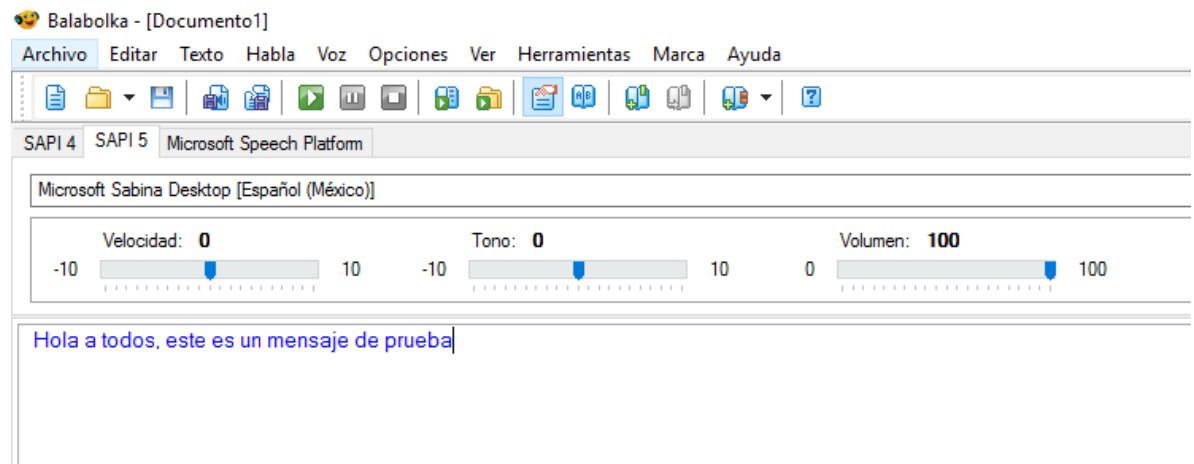 Balabolka - [Documento1]
Archivo Editar Texto Habla Voz Opciones Ver Herramientas Marca Ayuda
SAPI 4 SAPI 5 Microsoft Speech Platform
Microsoft Sabina Desktop [Español (México)]
Velocidad: 0 Tono: 0 Volumen: 100
-10 10 -10 10 0 100
Hola a todos, este es un mensaje de prueba